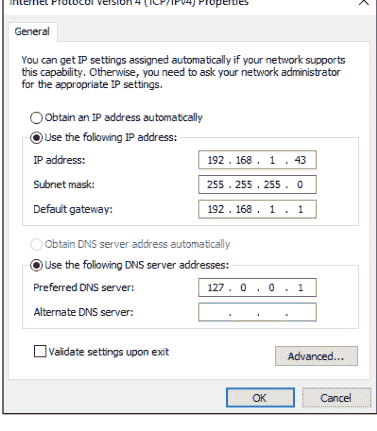 Internet Protocol Version 4 (TCP/IPv4) Properties
General
You can get IP settings assigned automatically if your network supports
this capability. Otherwise, you need to ask your network administrator
for the appropriate IP settings.
Obtain an IP address automatically
Use the following IP address:
IP address: 192 . 168 . 1 . 43
Subnet mask: 255 . 255 . 255 . 0
Default gateway: 192 . 168 . 1 . 1
Obtain DNS server address automatically
Use the following DNS server addresses:
Preferred DNS server: 127 . 0 . 0 . 1
Alternate DNS server: . . .
Validate settings upon exit
Advanced...
OK Cancel